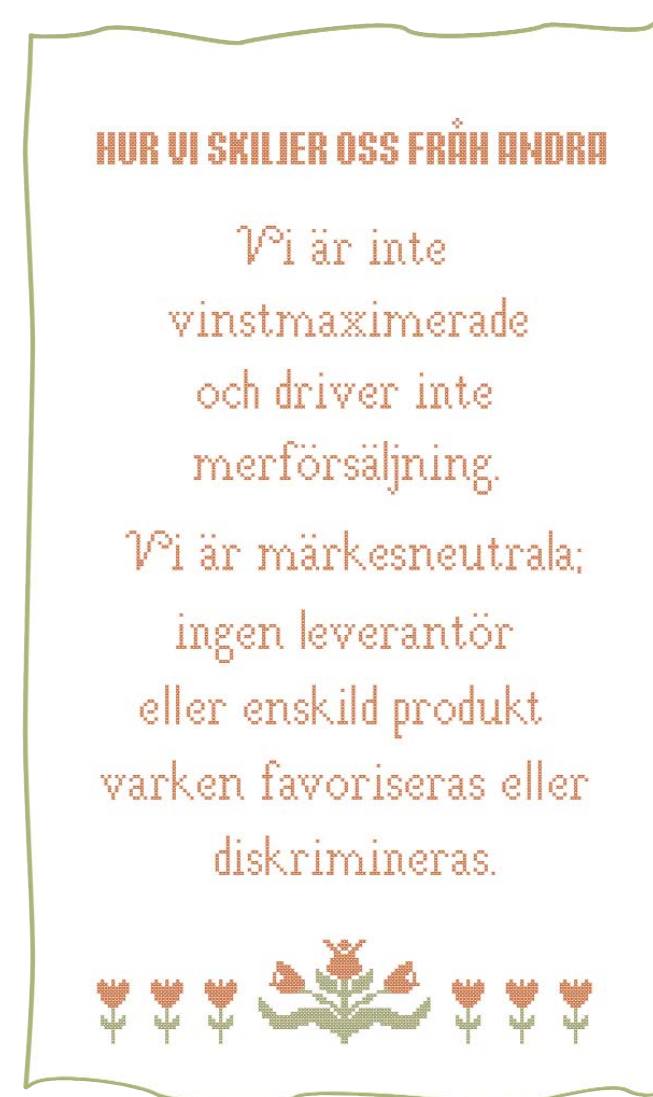 HUR VI SKILJER OSS FRÅN ANDRA
Vi är inte
vinstmaximerade
och driver inte
merförsäljning.
Vi är märkesneutrala;
ingen leverantör
eller enskild produkt
varken favoriseras eller
diskrimineras.